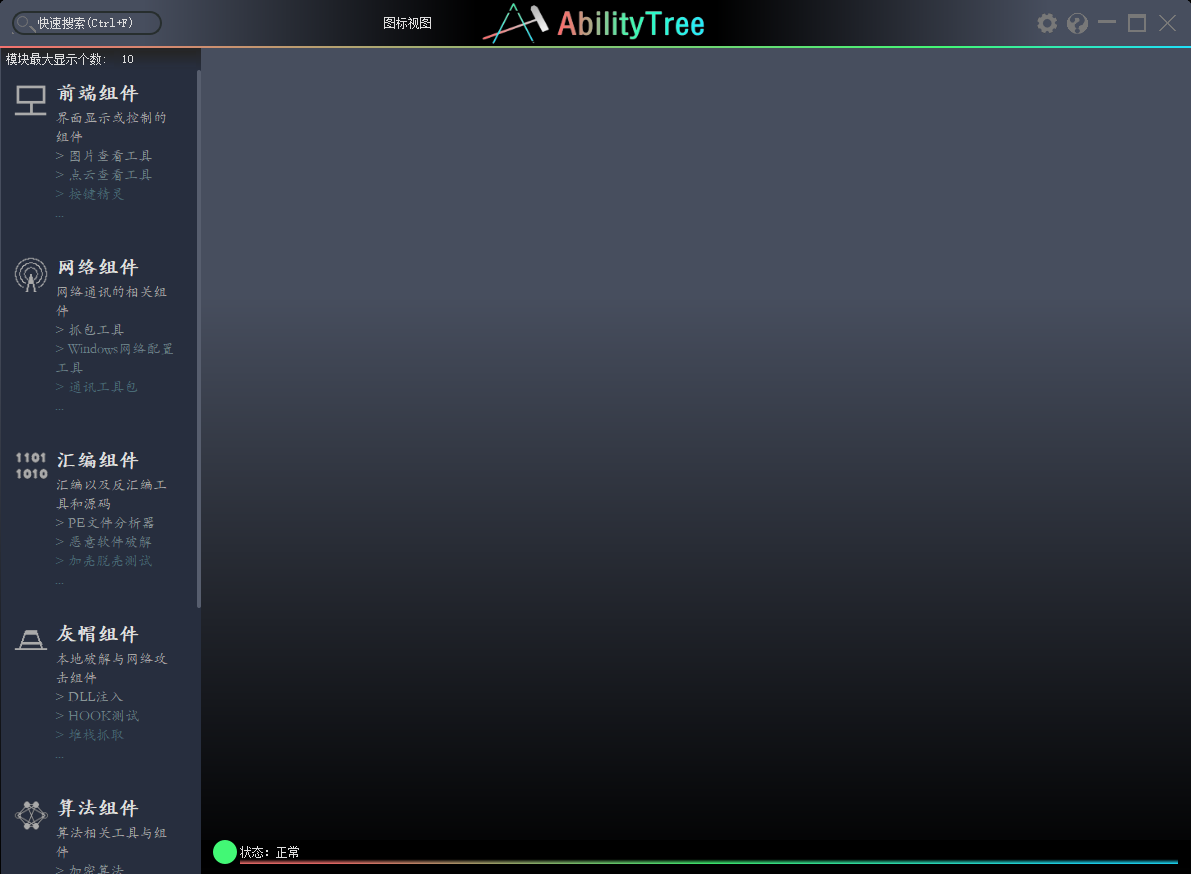 快速搜索(Ctrl+F)
图标视图
AbilityTree
模块最大显示个数: 10
前端组件
界面显示或控制的
组件
> 图片查看工具
> 点云查看工具
> 按键精灵
...
网络组件
网络通讯的相关组
件
> 抓包工具
> Windows网络配置
工具
> 通讯工具包
...
1101
1010
汇编组件
汇编以及反汇编工
具和源码
> PE文件分析器
> 恶意软件破解
> 加壳脱壳测试
...
灰帽组件
本地破解与网络攻
击组件
> DLL注入
> HOOK测试
> 堆栈抓取
...
算法组件
算法相关工具与组
件
> 加密算法
状态: 正常